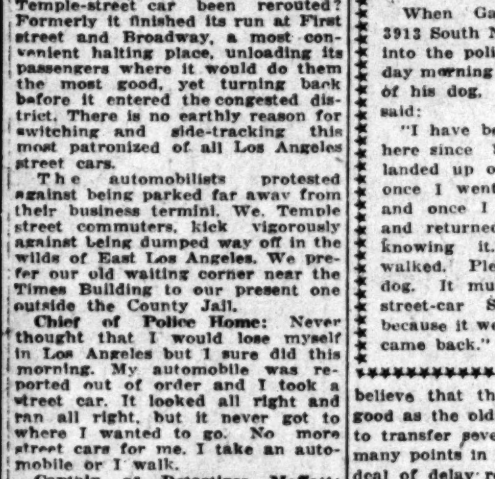 Temple-street car been rerouted?
Formerly it finished its run at First
street and Broadway, a most con-
venient halting place, unloading its
passengers where it would do them
the most good, yet turning back
before it entered the congested dis-
trict. There is no earthly reason for
switching and side-tracking this
most patronized of all Los Angeles
street cars.
The automobilists protested
against being parked far away from
their business termini. We, Temple
street commuters, kick vigorously
against being dumped way off in the
wilds of East Los Angeles. We pre-
fer our old waiting corner near the
Times Building to our present one
outside the County Jail.
Chief of Police Home: Never
thought that I would lose myself
in Los Angeles but I sure did this
morning. My automobile was re-
ported out of order and I took a
street car. It looked all right and
ran all right, but it never got to
where I wanted to go. No more
street cars for me. I take an auto-
mobile or I walk.
When Ga
3913 South
into the poli
day morning
of his dog,
said:
"I have be
here since
landed up o
once I went
and once I
and returned
knowing it.
walked. Ple
dog. It mu
street-car S
because it we
came back."
believe that th
good as the old
to transfer seve
many points in
deal of delay